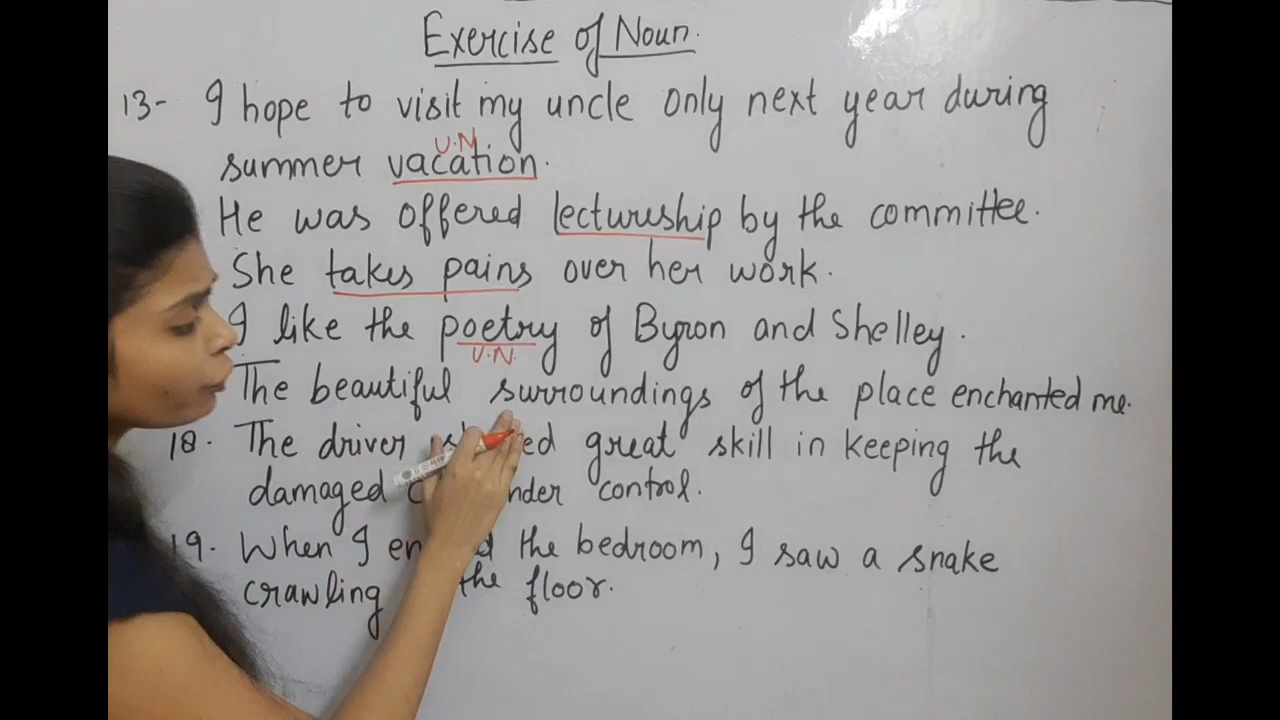 Exercise of Noun.
13- I hope to visit my uncle only next year during
U.N
summer vacation.
He was offered lectureship by the committee.
She takes pains over her work.
I like the poetry of Byron and Shelley.
U.N.
The beautiful surroundings of the place enchanted me.
18. The driver great skill in keeping the
damaged control.
19. When I the bedroom, I saw a snake
crawling the floor.